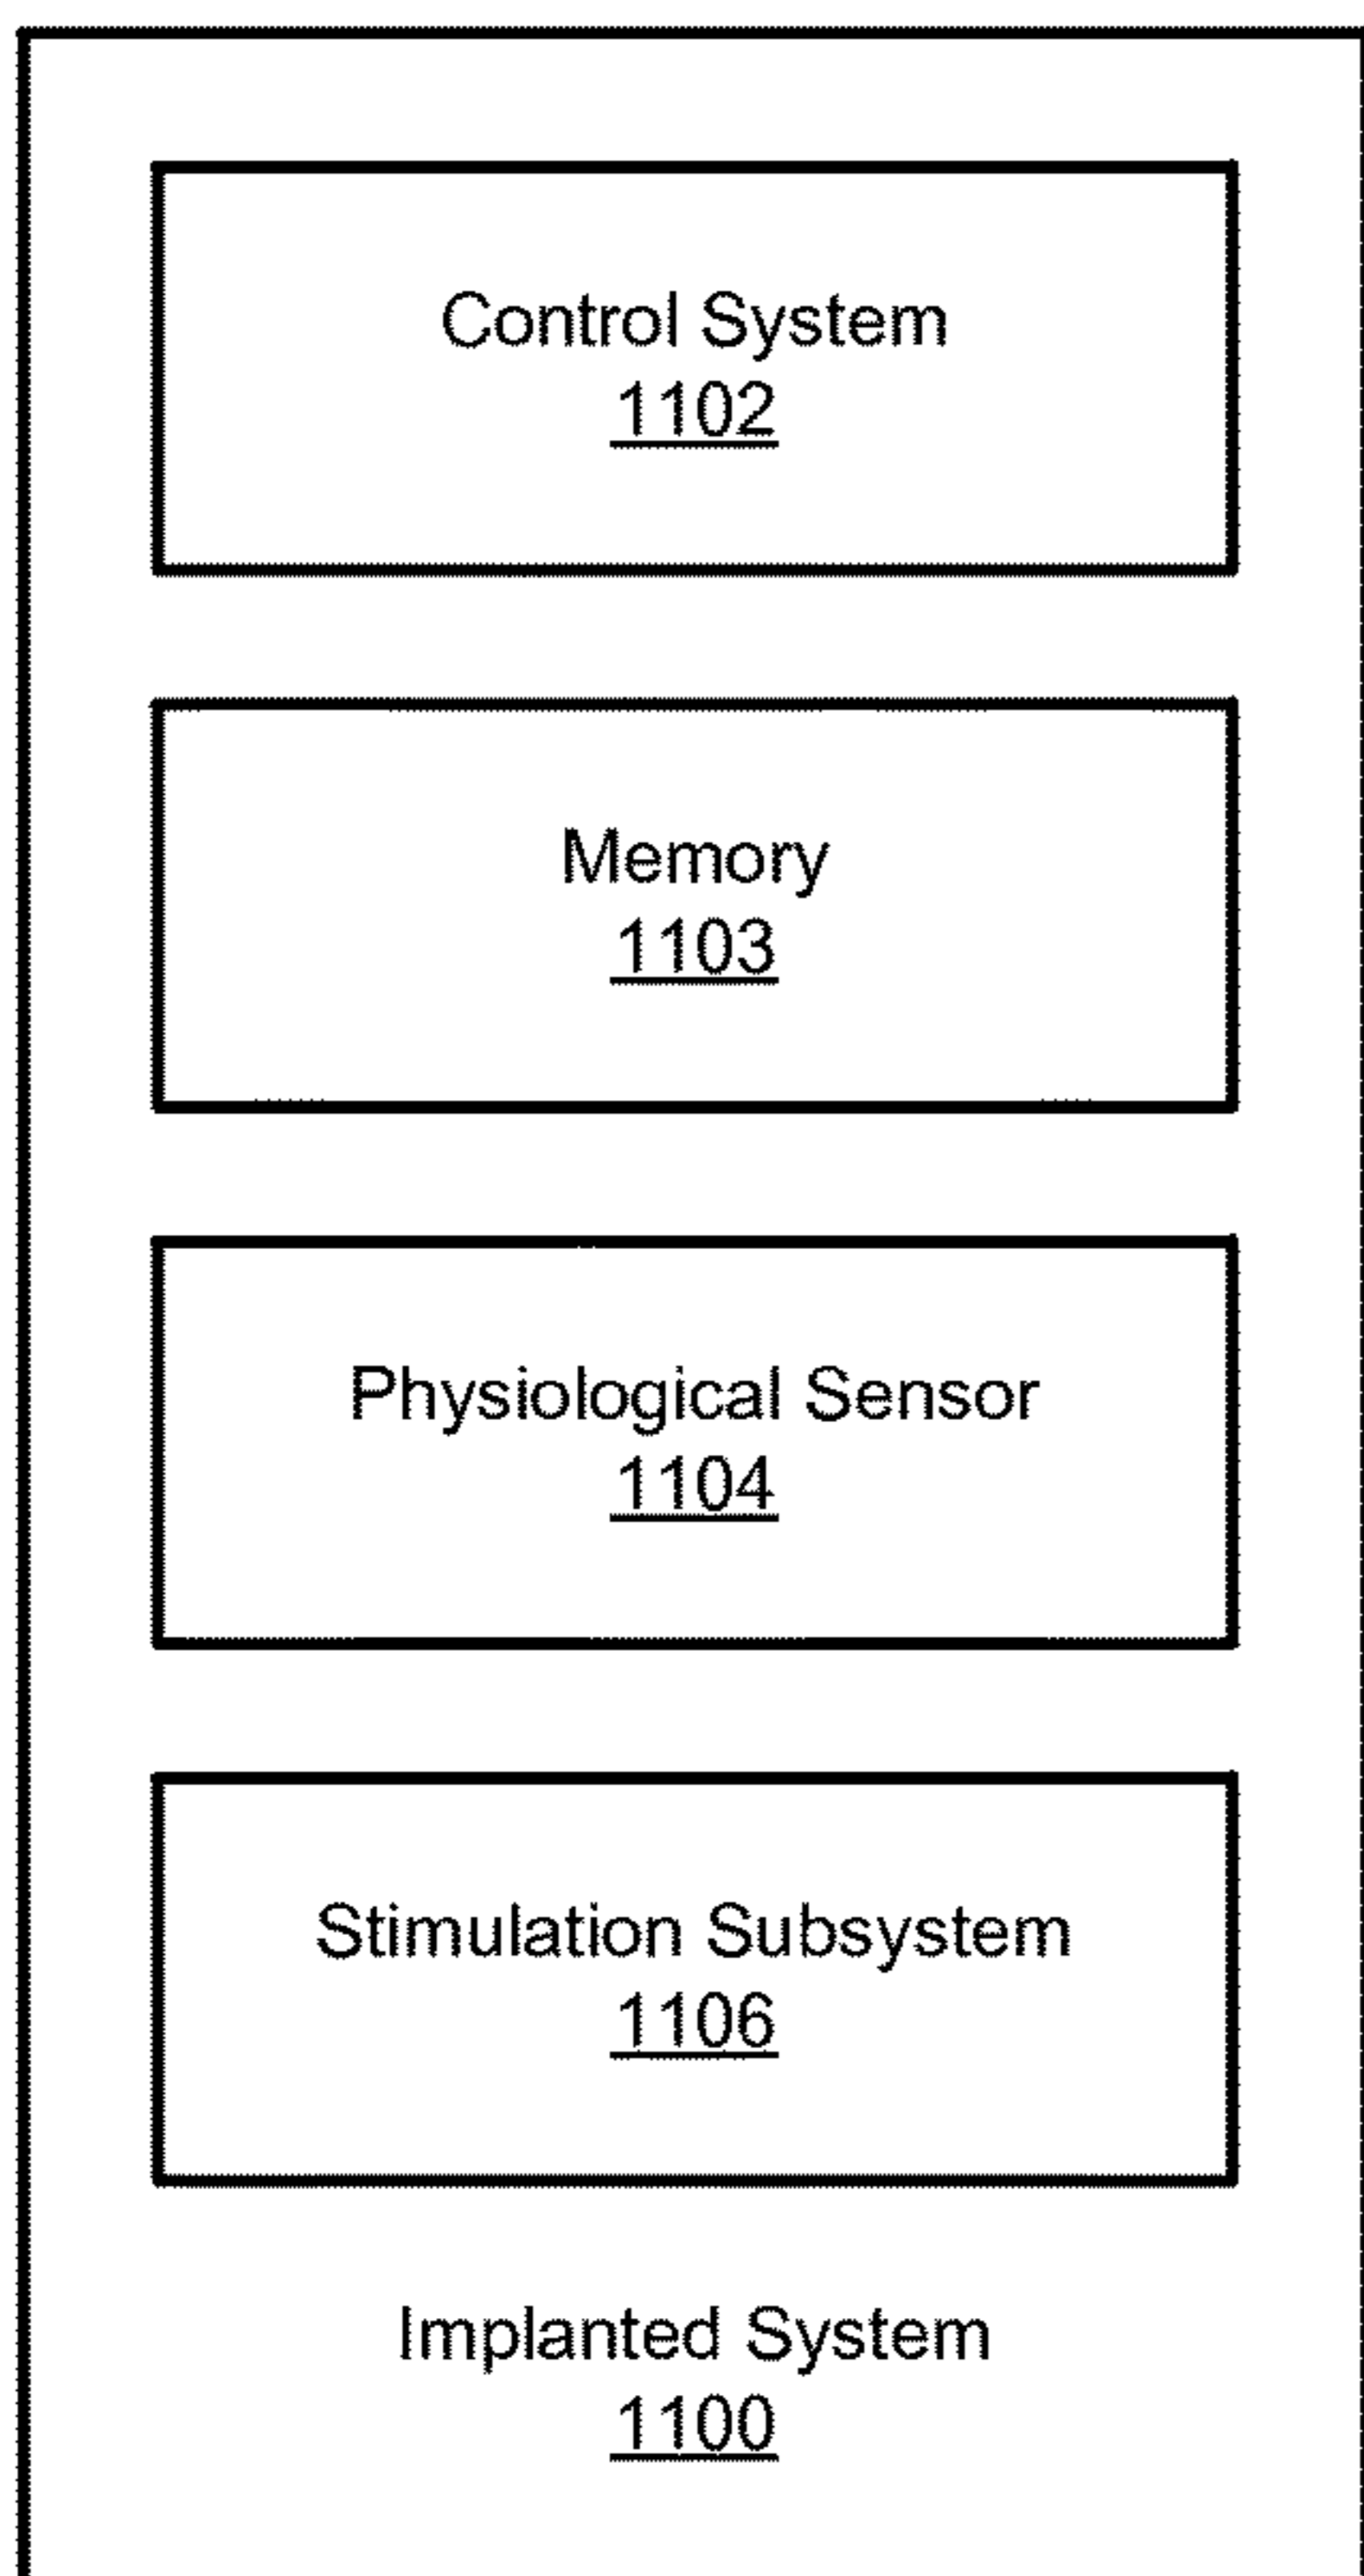 Control System
1102
Memory
1103
Physiological Sensor
1104
Stimulation Subsystem
1106
Implanted System
1100